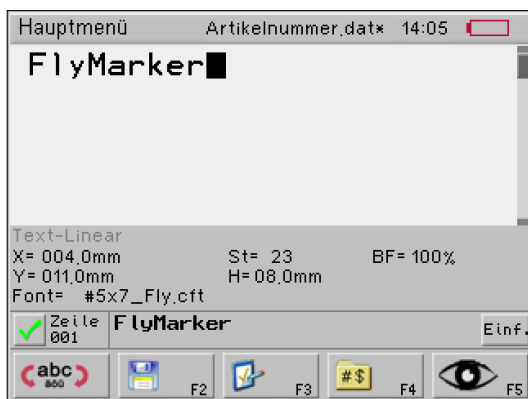 Hauptmenü Artikelnummer.dat* 14:05
FlyMarker
Text-Linear
X= 004.0mm St= 23 BF= 100%
Y= 011.0mm H= 08.0mm
Font= #5x7_Fly.cft
Zeile 001 FlyMarker Einf.
abc F2 F3 #$ F4 F5